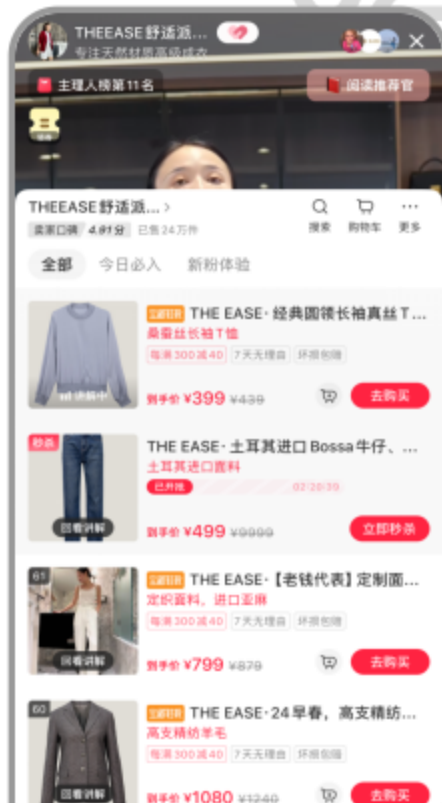 THEEASE舒适派...
专注天然材质高级成衣
主理人榜第11名
阅读推荐官
THEEASE舒适派... >
卖家口碑 4.91分 已售24万件
搜索 购物车 更多
全部 今日必入 新粉体验
THE EASE·经典圆领长袖真丝T...
桑蚕丝长袖T恤
每满300减40 7天无理由 坏损包赔
讲解中
到手价 ¥399 ¥439
去购买
秒杀
THE EASE·土耳其进口Bossa牛仔、...
土耳其进口面料
已开抢 02:20:39
回看讲解
到手价 ¥499 ¥9999
立即秒杀
61
THE EASE·【老钱代表】定制面...
定织面料，进口亚麻
每满300减40 7天无理由 坏损包赔
回看讲解
到手价 ¥799 ¥879
去购买
60
THE EASE·24早春，高支精纺...
高支精纺羊毛
每满300减40 7天无理由 坏损包赔
回看讲解
到手价 ¥1080 ¥1240
去购买